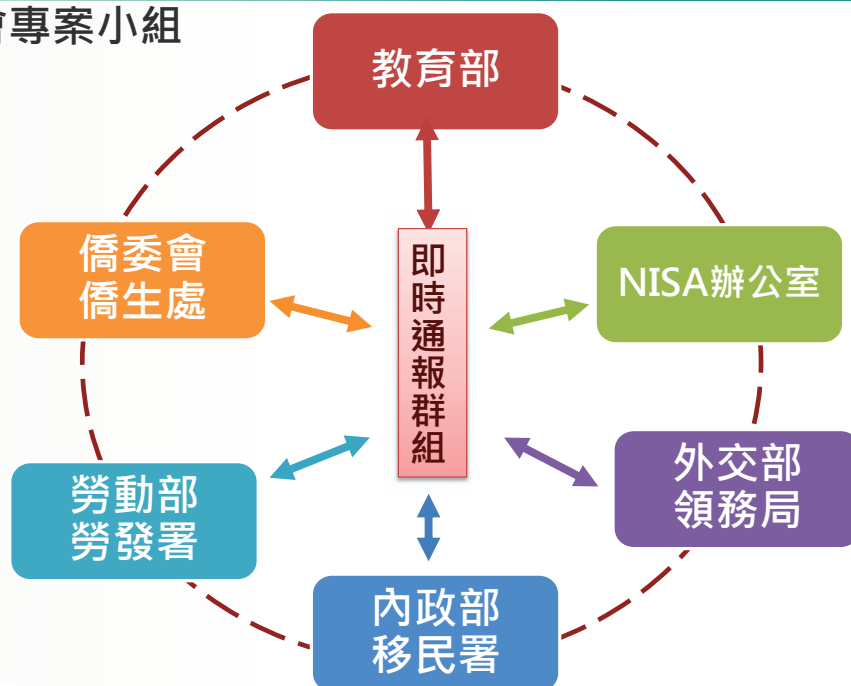 會專案小組
教育部
僑委會
僑生處
即時通報群組
NISA辦公室
勞動部
勞發署
外交部
領務局
內政部
移民署